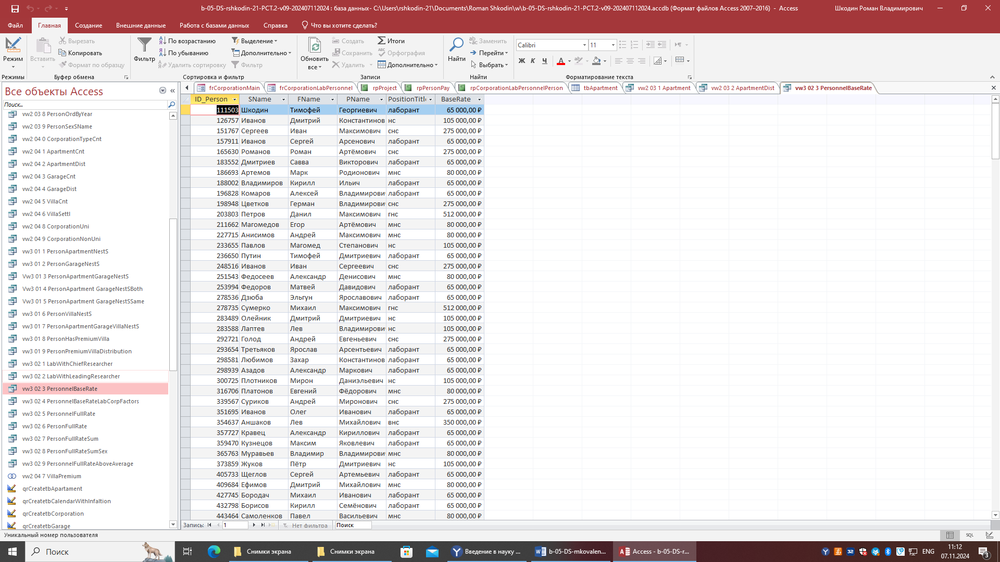 b-05-DS-rshkodin-21-PCT.2-v09-202407112024 : база данных- C:\Users\rshkodin-21\Documents\Roman Shkodin\w\b-05-DS-rshkodin-21-PCT.2-v09-202407112024.accdb (Формат файлов Access 2007–2016) - Access
Шкодин Роман Владимирович
Файл Главная Создание Внешние данные Работа с базами данных Справка Что вы хотите сделать?
Вырезать По возрастанию Выделение Создать Итоги Заменить Calibri 11
Режим Вставить Копировать Фильтр По убыванию Дополнительно Обновить все Сохранить Орфография Найти Перейти Ж К Ч
Формат по образцу Удалить сортировку Фильтр Удалить Дополнительно Выбрать
Режимы Буфер обмена Сортировка и фильтр Записи Найти Форматирование текста
Все объекты Access
Поиск...
vw2 03 8 PersonOrdByYear
vw2 03 9 PersonSexSName
vw2 04 0 CorporationTypeCnt
vw2 04 1 ApartmentCnt
vw2 04 2 ApartmentDist
vw2 04 3 GarageCnt
vw2 04 4 GarageDist
vw2 04 5 VillaCnt
vw2 04 6 VillaSettl
vw2 04 8 CorporationUni
vw2 04 9 CorporationNonUni
vw3 01 1 PersonApartmentNestS
vw3 01 2 PersonGarageNestS
Vw3 01 3 PersonApartmentGarageNestS
Vw3 01 4 PersonApartment GarageNestSBoth
Vw3 01 5 PersonApartment GarageNestSSame
vw3 01 6 PersonVillaNestS
vw3 01 7 PersonApartmentGarageVillaNestS
vw3 01 8 PersonHasPremiumVilla
vw3 01 9 PersonPremiumVillaDistribution
vw3 02 1 LabWithChiefResearcher
vw3 02 2 LabWithLeadingResearcher
vw3 02 3 PersonnelBaseRate
vw3 02 4 PersonnelBaseRateLabCorpFactors
vw3 02 5 PersonnelFullRate
vw3 02 6 PersonFullRate
vw3 02 7 PersonFullRateSum
vw3 02 8 PersonFullRateSumSex
vw3 02 9 PersonnelFullRateAboveAverage
vw2 04 7 VillaPremium
qrCreatetbApartament
qrCreatetbCalendarWithInfaltion
qrCreatetbCorporation
qrCreatetbGarage
frCorporationMain frCorporationLabPersonnel rpProject rpPersonPay rpCorporationLabPersonnelPerson tbApartment vw2 03 1 Apartment vw2 03 2 ApartmentDist vw3 02 3 PersonnelBaseRate
ID_Person SName FName PName PositionTitl BaseRate
111503 Шкодин Тимофей Георгиевич лаборант 65 000,00 ₽
126757 Иванов Дмитрий Константинов нс 105 000,00 ₽
151767 Сергеев Иван Максимович снс 275 000,00 ₽
157911 Иванов Сергей Арсенович лаборант 65 000,00 ₽
165630 Романов Роман Артёмович снс 275 000,00 ₽
183552 Дмитриев Савва Викторович лаборант 65 000,00 ₽
186693 Артемов Марк Родионович мнс 80 000,00 ₽
188002 Владимиров Кирилл Ильич лаборант 65 000,00 ₽
196828 Комаров Алексей Владимирови лаборант 65 000,00 ₽
198948 Цветков Герман Владимирович снс 275 000,00 ₽
203803 Петров Данил Максимович гнс 512 000,00 ₽
211662 Магомедов Егор Артёмович мнс 80 000,00 ₽
227715 Анисимов Андрей Максимович мнс 80 000,00 ₽
233655 Павлов Магомед Степанович нс 105 000,00 ₽
236650 Путин Тимофей Дмитриевич лаборант 65 000,00 ₽
248516 Иванов Иван Сергеевич снс 275 000,00 ₽
251543 Федосеев Александр Денисович мнс 80 000,00 ₽
253994 Федоров Матвей Давидович лаборант 65 000,00 ₽
278536 Дзюба Эльгун Ярославович лаборант 65 000,00 ₽
278735 Сумерко Михаил Максимович гнс 512 000,00 ₽
283489 Олейник Дмитрий Дмитриевич нс 105 000,00 ₽
283588 Лаптев Лев Владимирови нс 105 000,00 ₽
292721 Голод Андрей Евгеньевич снс 275 000,00 ₽
293654 Третьяков Ярослав Арсентьевич лаборант 65 000,00 ₽
298581 Любимов Захар Константинов лаборант 65 000,00 ₽
298939 Азадов Александр Маркович лаборант 65 000,00 ₽
300725 Плотников Мирон Даниэльевич нс 105 000,00 ₽
316706 Платонов Евгений Фёдорович мнс 80 000,00 ₽
339567 Суриков Андрей Миронович снс 275 000,00 ₽
351695 Иванов Олег Иванович лаборант 65 000,00 ₽
354637 Аншаков Лев Михайлович внс 350 000,00 ₽
357727 Кравец Александр Кириллович лаборант 65 000,00 ₽
359470 Кузнецов Максим Яковлевич лаборант 65 000,00 ₽
365763 Муравьев Владимир Владимирови мнс 80 000,00 ₽
373859 Жуков Пётр Дмитриевич нс 105 000,00 ₽
405733 Щеглов Сергей Артемьевич лаборант 65 000,00 ₽
409684 Ефимов Дмитрий Михайлович мнс 80 000,00 ₽
427745 Бородач Михаил Иванович лаборант 65 000,00 ₽
432798 Борисов Кирилл Семёнович лаборант 65 000,00 ₽
443464 Самоленков Павел Васильевич мнс 80 000,00 ₽
Запись: 1 Нет фильтра Поиск
Уникальный номер пользователя SQL
Поиск Снимки экрана Снимки экрана Введение в науку ... b-05-DS-mkovalen... Access - b-05-DS-r... 32 ENG 11:12
07.11.2024 3